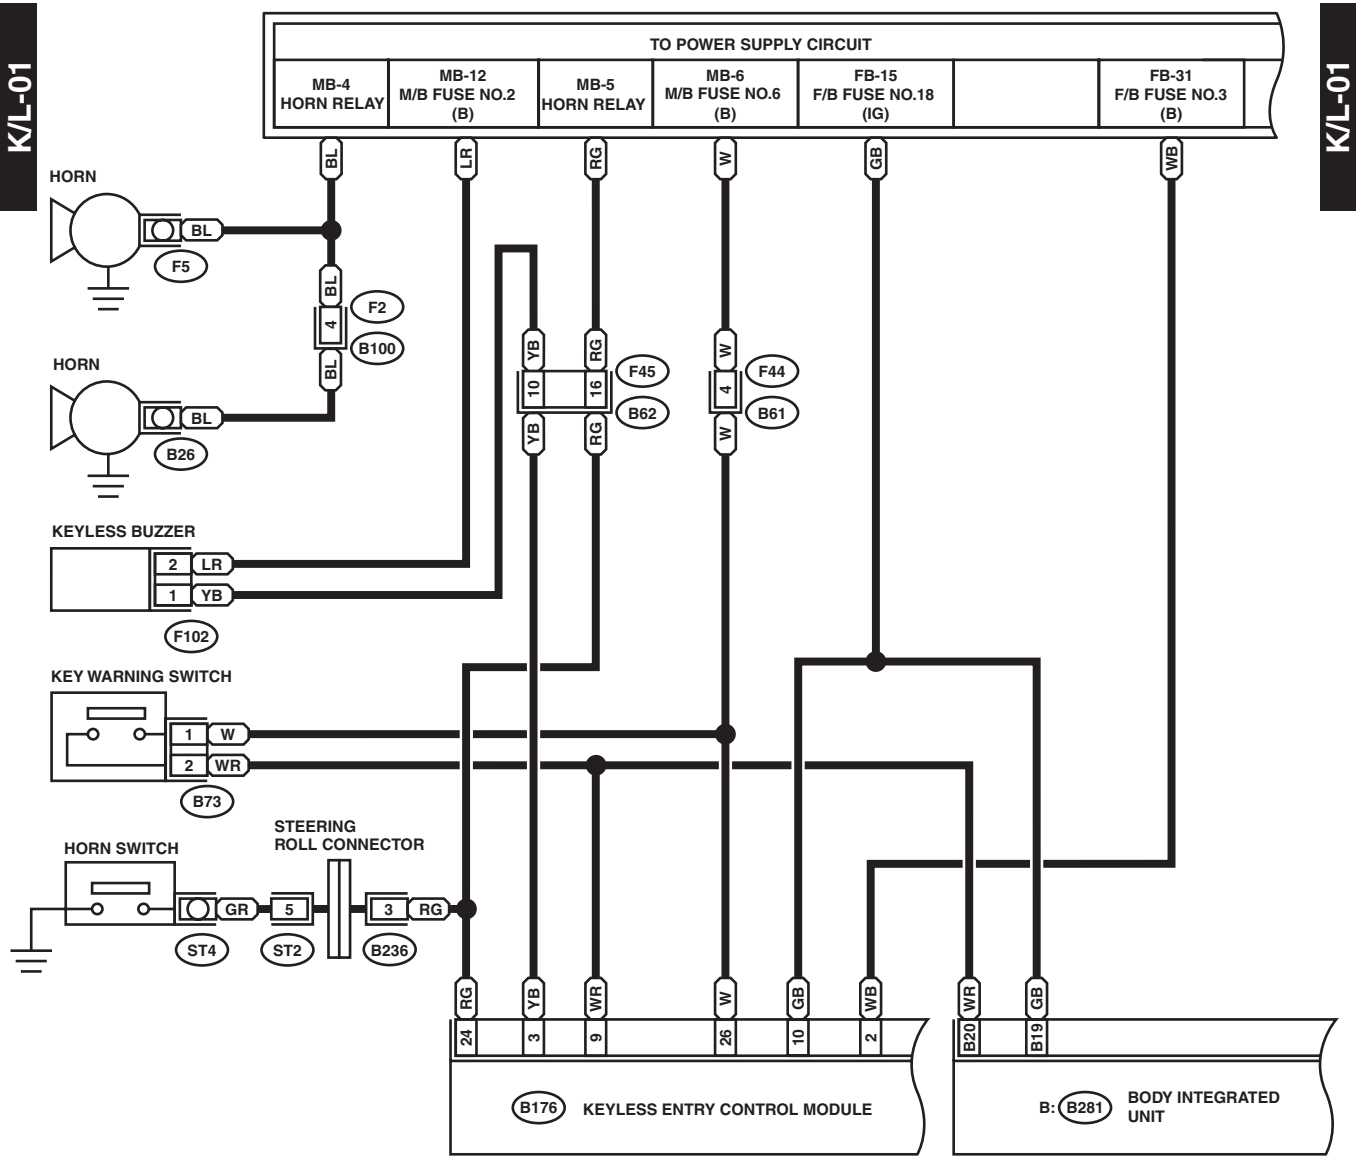 K/L-01
K/L-01
TO POWER SUPPLY CIRCUIT
MB-4
HORN RELAY
MB-12
M/B FUSE NO.2
(B)
MB-5
HORN RELAY
MB-6
M/B FUSE NO.6
(B)
FB-15
F/B FUSE NO.18
(IG)
FB-31
F/B FUSE NO.3
(B)
BL
LR
RG
W
GB
WB
HORN
BL
F5
BL
4
F2
B100
BL
HORN
BL
B26
YB
RG
W
10
16
F45
4
F44
B62
B61
YB
RG
W
KEYLESS BUZZER
2
LR
1
YB
F102
KEY WARNING SWITCH
1
W
2
WR
B73
STEERING
ROLL CONNECTOR
HORN SWITCH
GR
5
3
RG
ST4
ST2
B236
RG
YB
WR
W
GB
WB
WR
GB
24
3
9
26
10
2
B20
B19
B176
KEYLESS ENTRY CONTROL MODULE
B:
B281
BODY INTEGRATED
UNIT